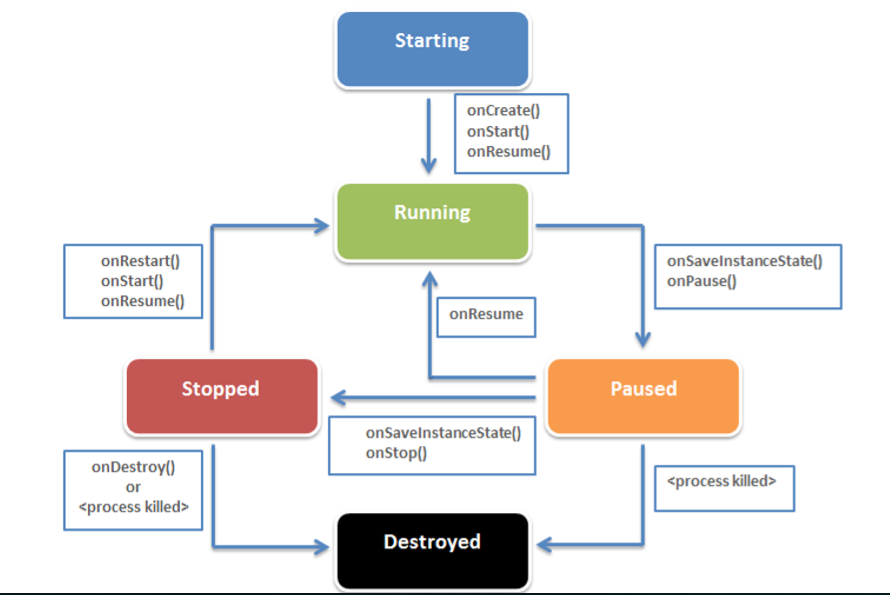 Starting
onCreate()
onStart()
onResume()
Running
onRestart()
onStart()
onResume()
onSaveInstanceState()
onPause()
onResume
Stopped
Paused
onSaveInstanceState()
onStop()
onDestroy()
or
<process killed>
<process killed>
Destroyed